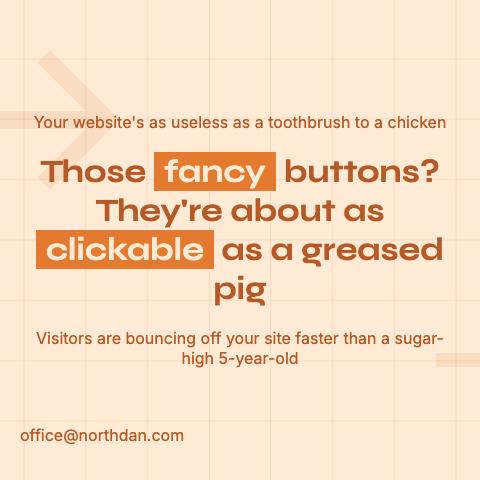 Your website's as useless as a toothbrush to a chicken
Those fancy buttons?
They're about as
clickable as a greased
pig
Visitors are bouncing off your site faster than a sugar-
high 5-year-old
office@northdan.com